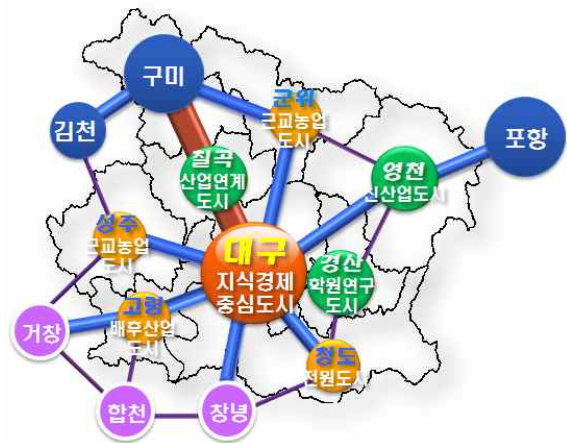 구미
군위
근교농업
도시
김천
포항
칠곡
산업연계
도시
영천
신산업도시
성주
근교농업
도시
대구
지식경제
중심도시
경산
학원연구
도시
고령
배후산업
도시
거창
청도
전원도시
합천
창녕